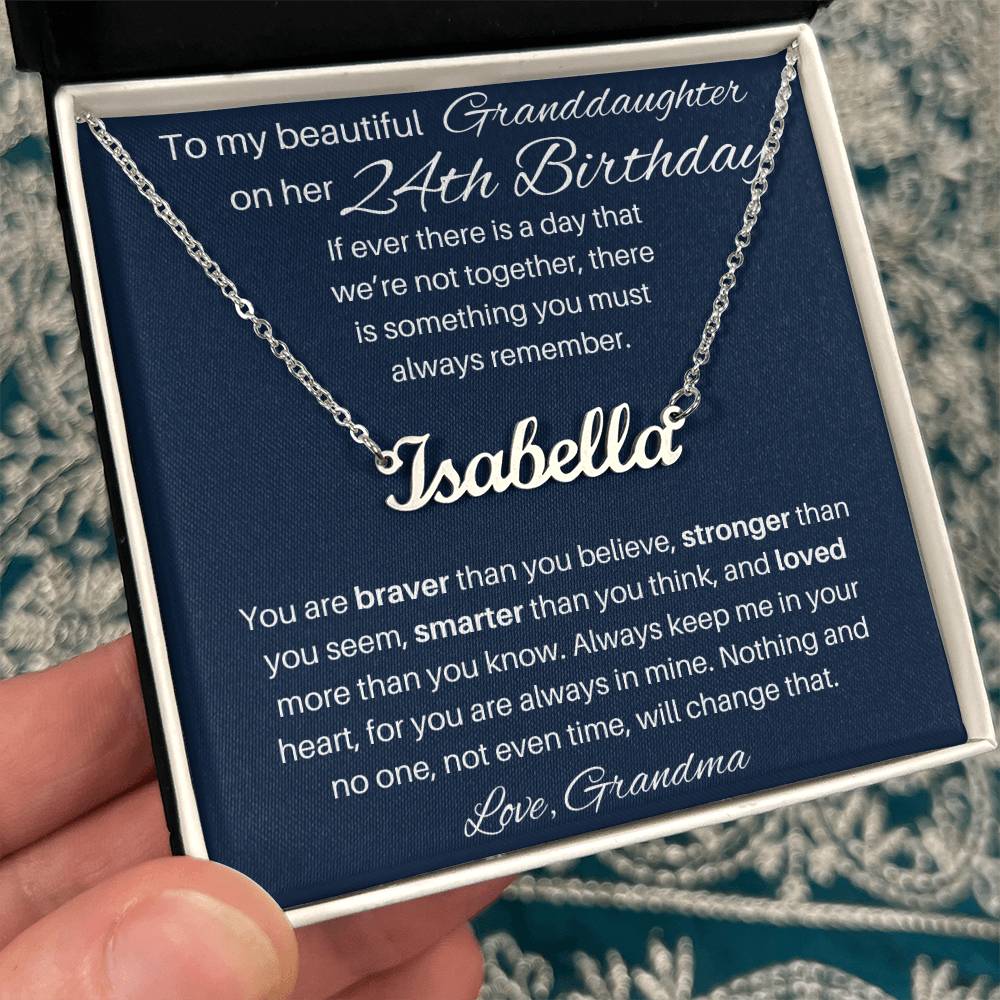 To my beautiful Granddaughter
on her 24th Birthday
If ever there is a day that
we’re not together, there
is something you must
always remember.
Isabella
You are braver than you believe, stronger than
you seem, smarter than you think, and loved
more than you know. Always keep me in your
heart, for you are always in mine. Nothing and
no one, not even time, will change that.
Love, Grandma